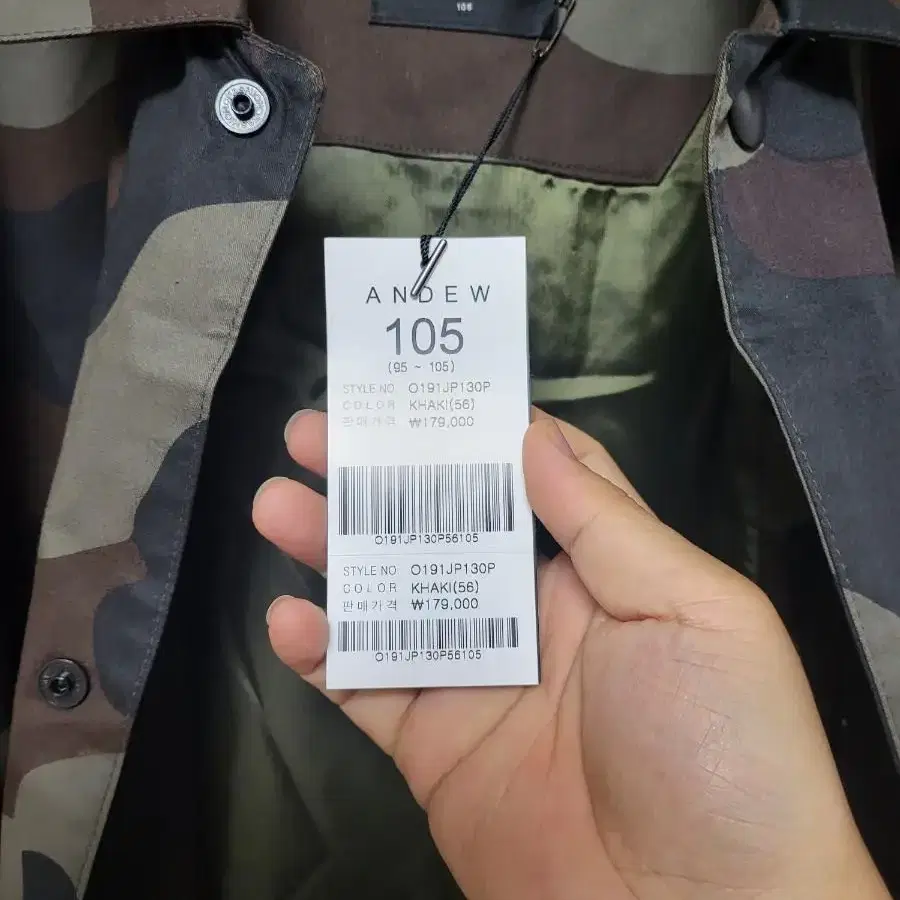 105
ANDEW
105
(95 ~ 105)
STYLE NO O191JP130P
COLOR KHAKI(56)
판매가격 ₩179,000
O191JP130P56105
STYLE NO O191JP130P
COLOR KHAKI(56)
판매가격 ₩179,000
O191JP130P56105